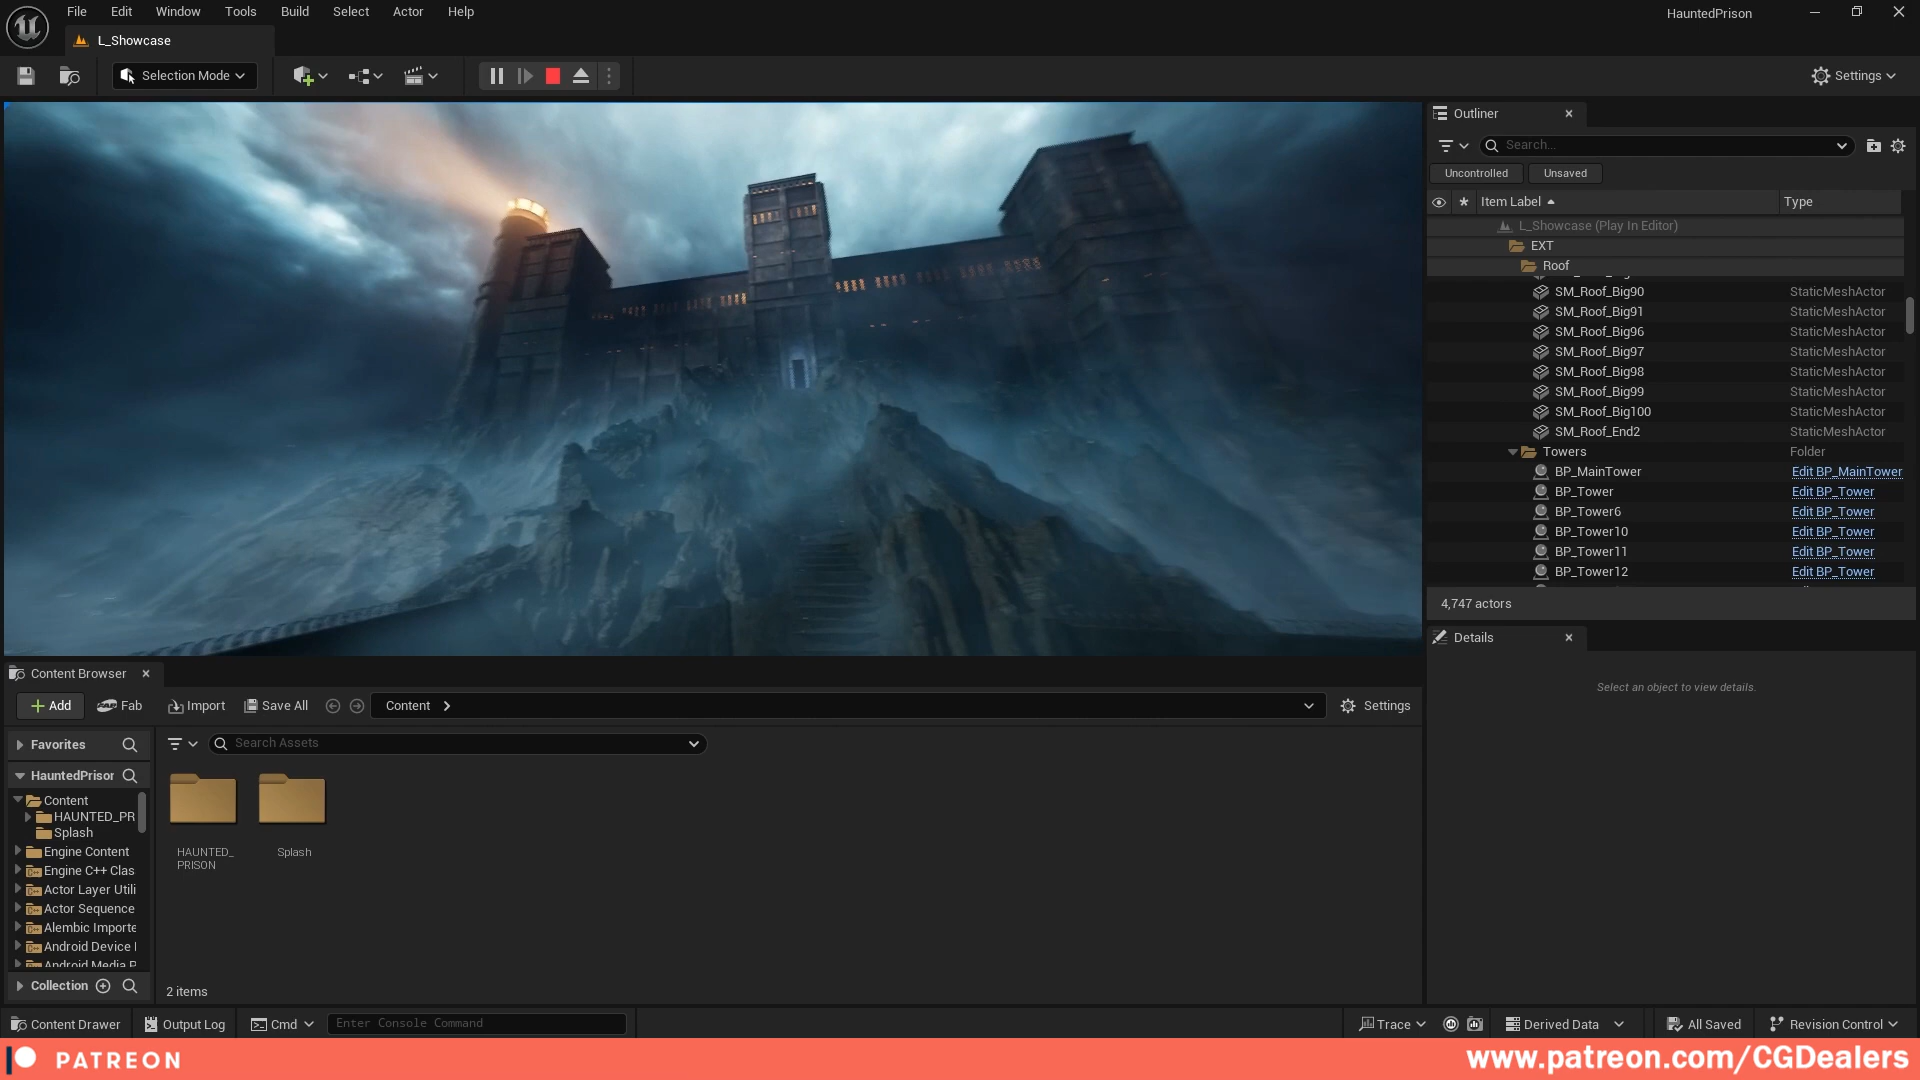 File Edit Window Tools Build Select Actor Help
HauntedPrison
L_Showcase
Selection Mode
Settings
Outliner
Search...
Uncontrolled Unsaved
Item Label Type
L_Showcase (Play In Editor)
EXT
Roof
SM_Roof_Big90 StaticMeshActor
SM_Roof_Big91 StaticMeshActor
SM_Roof_Big96 StaticMeshActor
SM_Roof_Big97 StaticMeshActor
SM_Roof_Big98 StaticMeshActor
SM_Roof_Big99 StaticMeshActor
SM_Roof_Big100 StaticMeshActor
SM_Roof_End2 StaticMeshActor
Towers Folder
BP_MainTower Edit BP_MainTower
BP_Tower Edit BP_Tower
BP_Tower6 Edit BP_Tower
BP_Tower10 Edit BP_Tower
BP_Tower11 Edit BP_Tower
BP_Tower12 Edit BP_Tower
4,747 actors
Details
Select an object to view details.
Content Browser
Add Fab Import Save All Content Settings
Favorites
Search Assets
HauntedPrisor
Content
HAUNTED_PR
Splash
Engine Content
Engine C++ Clas
Actor Layer Utili
Actor Sequence
Alembic Importe
Android Device
Android Media P
Collection
HAUNTED_
PRISON
Splash
2 items
Content Drawer Output Log Cmd Enter Console Command Trace Derived Data All Saved Revision Control
PATREON www.patreon.com/CGDealers